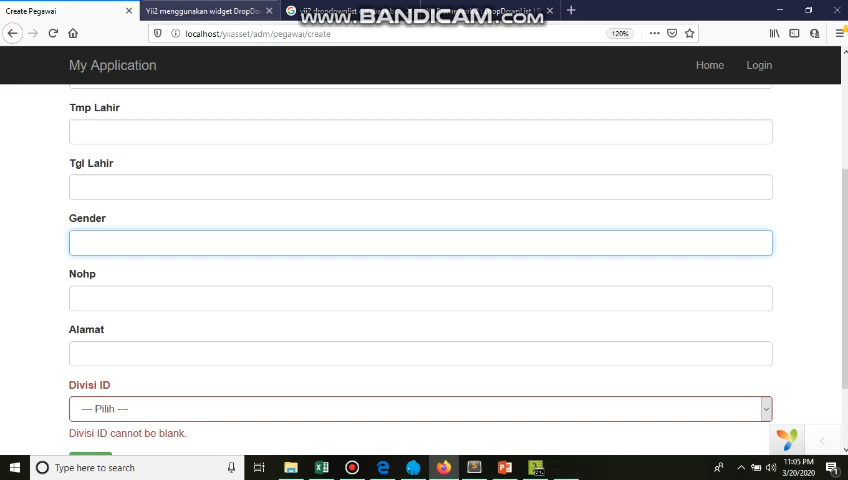 Create Pegawai
Yii2 menggunakan widget DropDow
WWW.BANDICAM.COM
localhost/yiiasset/adm/pegawai/create
120%
My Application
Home
Login
Tmp Lahir
Tgl Lahir
Gender
Nohp
Alamat
Divisi ID
--- Pilih ---
Divisi ID cannot be blank.
Type here to search
11:05 PM
3/20/2020